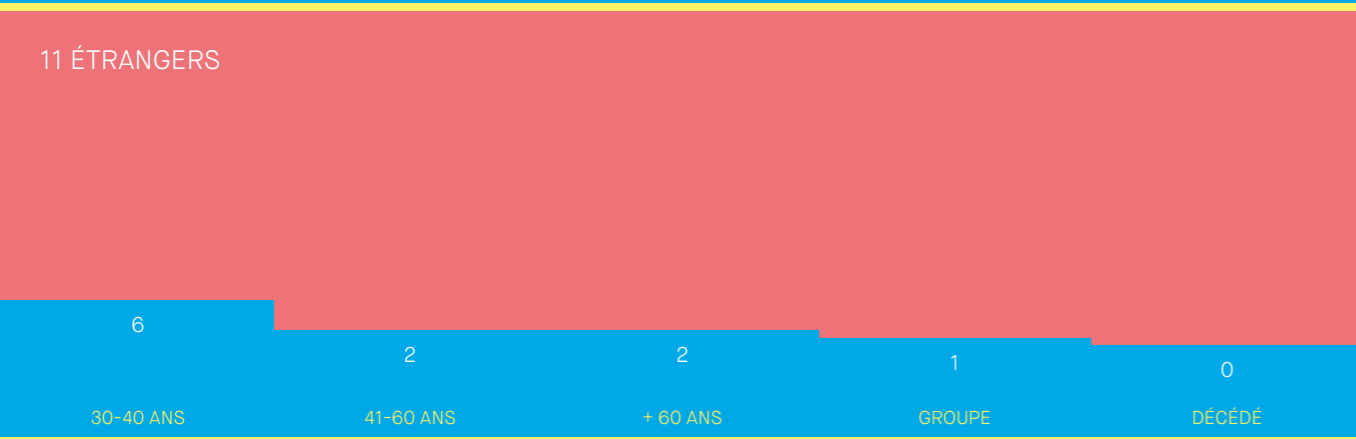 11 ÉTRANGERS
6
2
2
1
0
30-40 ANS
41-60 ANS
+ 60 ANS
GROUPE
DÉCÉDÉ